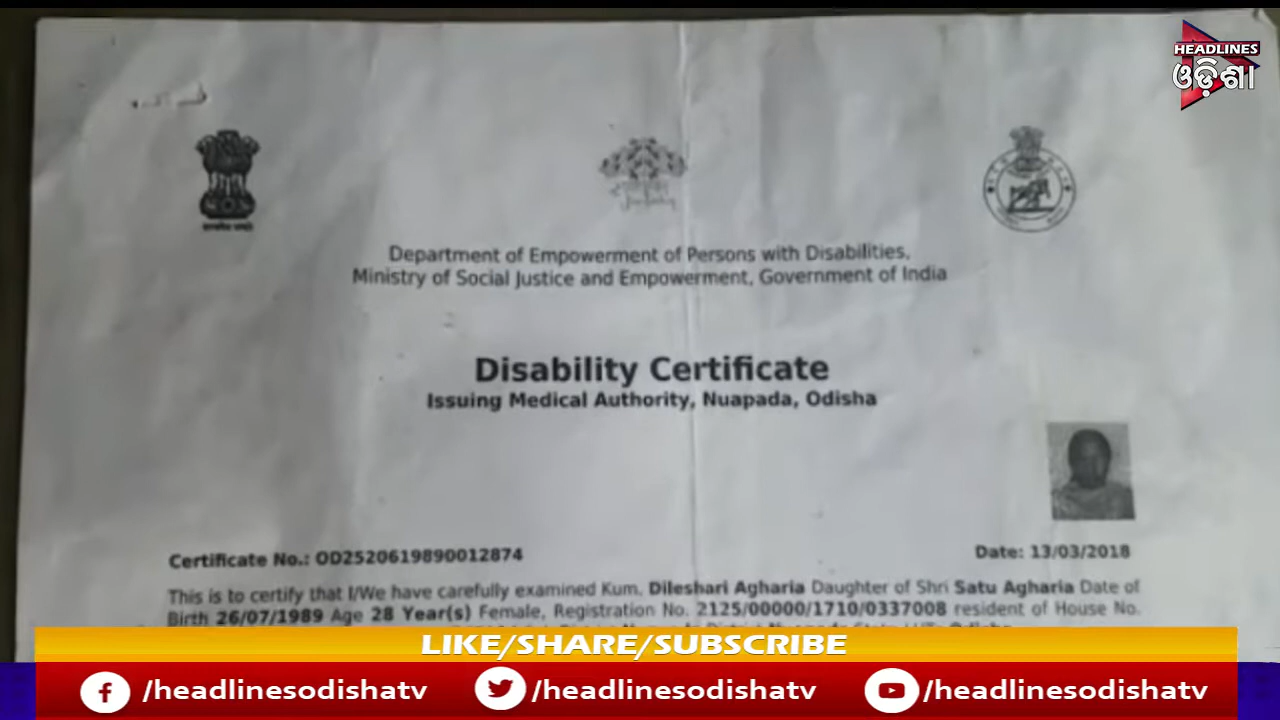 HEADLINES
ଓଡ଼ିଶା
Department of Empowerment of Persons with Disabilities,
Ministry of Social Justice and Empowerment, Government of India
Disability Certificate
Issuing Medical Authority, Nuapada, Odisha
Certificate No.: OD2520619890012874
Date: 13/03/2018
This is to certify that I/We have carefully examined Kum. Dileshari Agharia Daughter of Shri Satu Agharia Date of
Birth 26/07/1989 Age 28 Year(s) Female, Registration No. 2125/00000/1710/0337008 resident of House No.
LIKE/SHARE/SUBSCRIBE
/headlinesodishatv
/headlinesodishatv
/headlinesodishatv